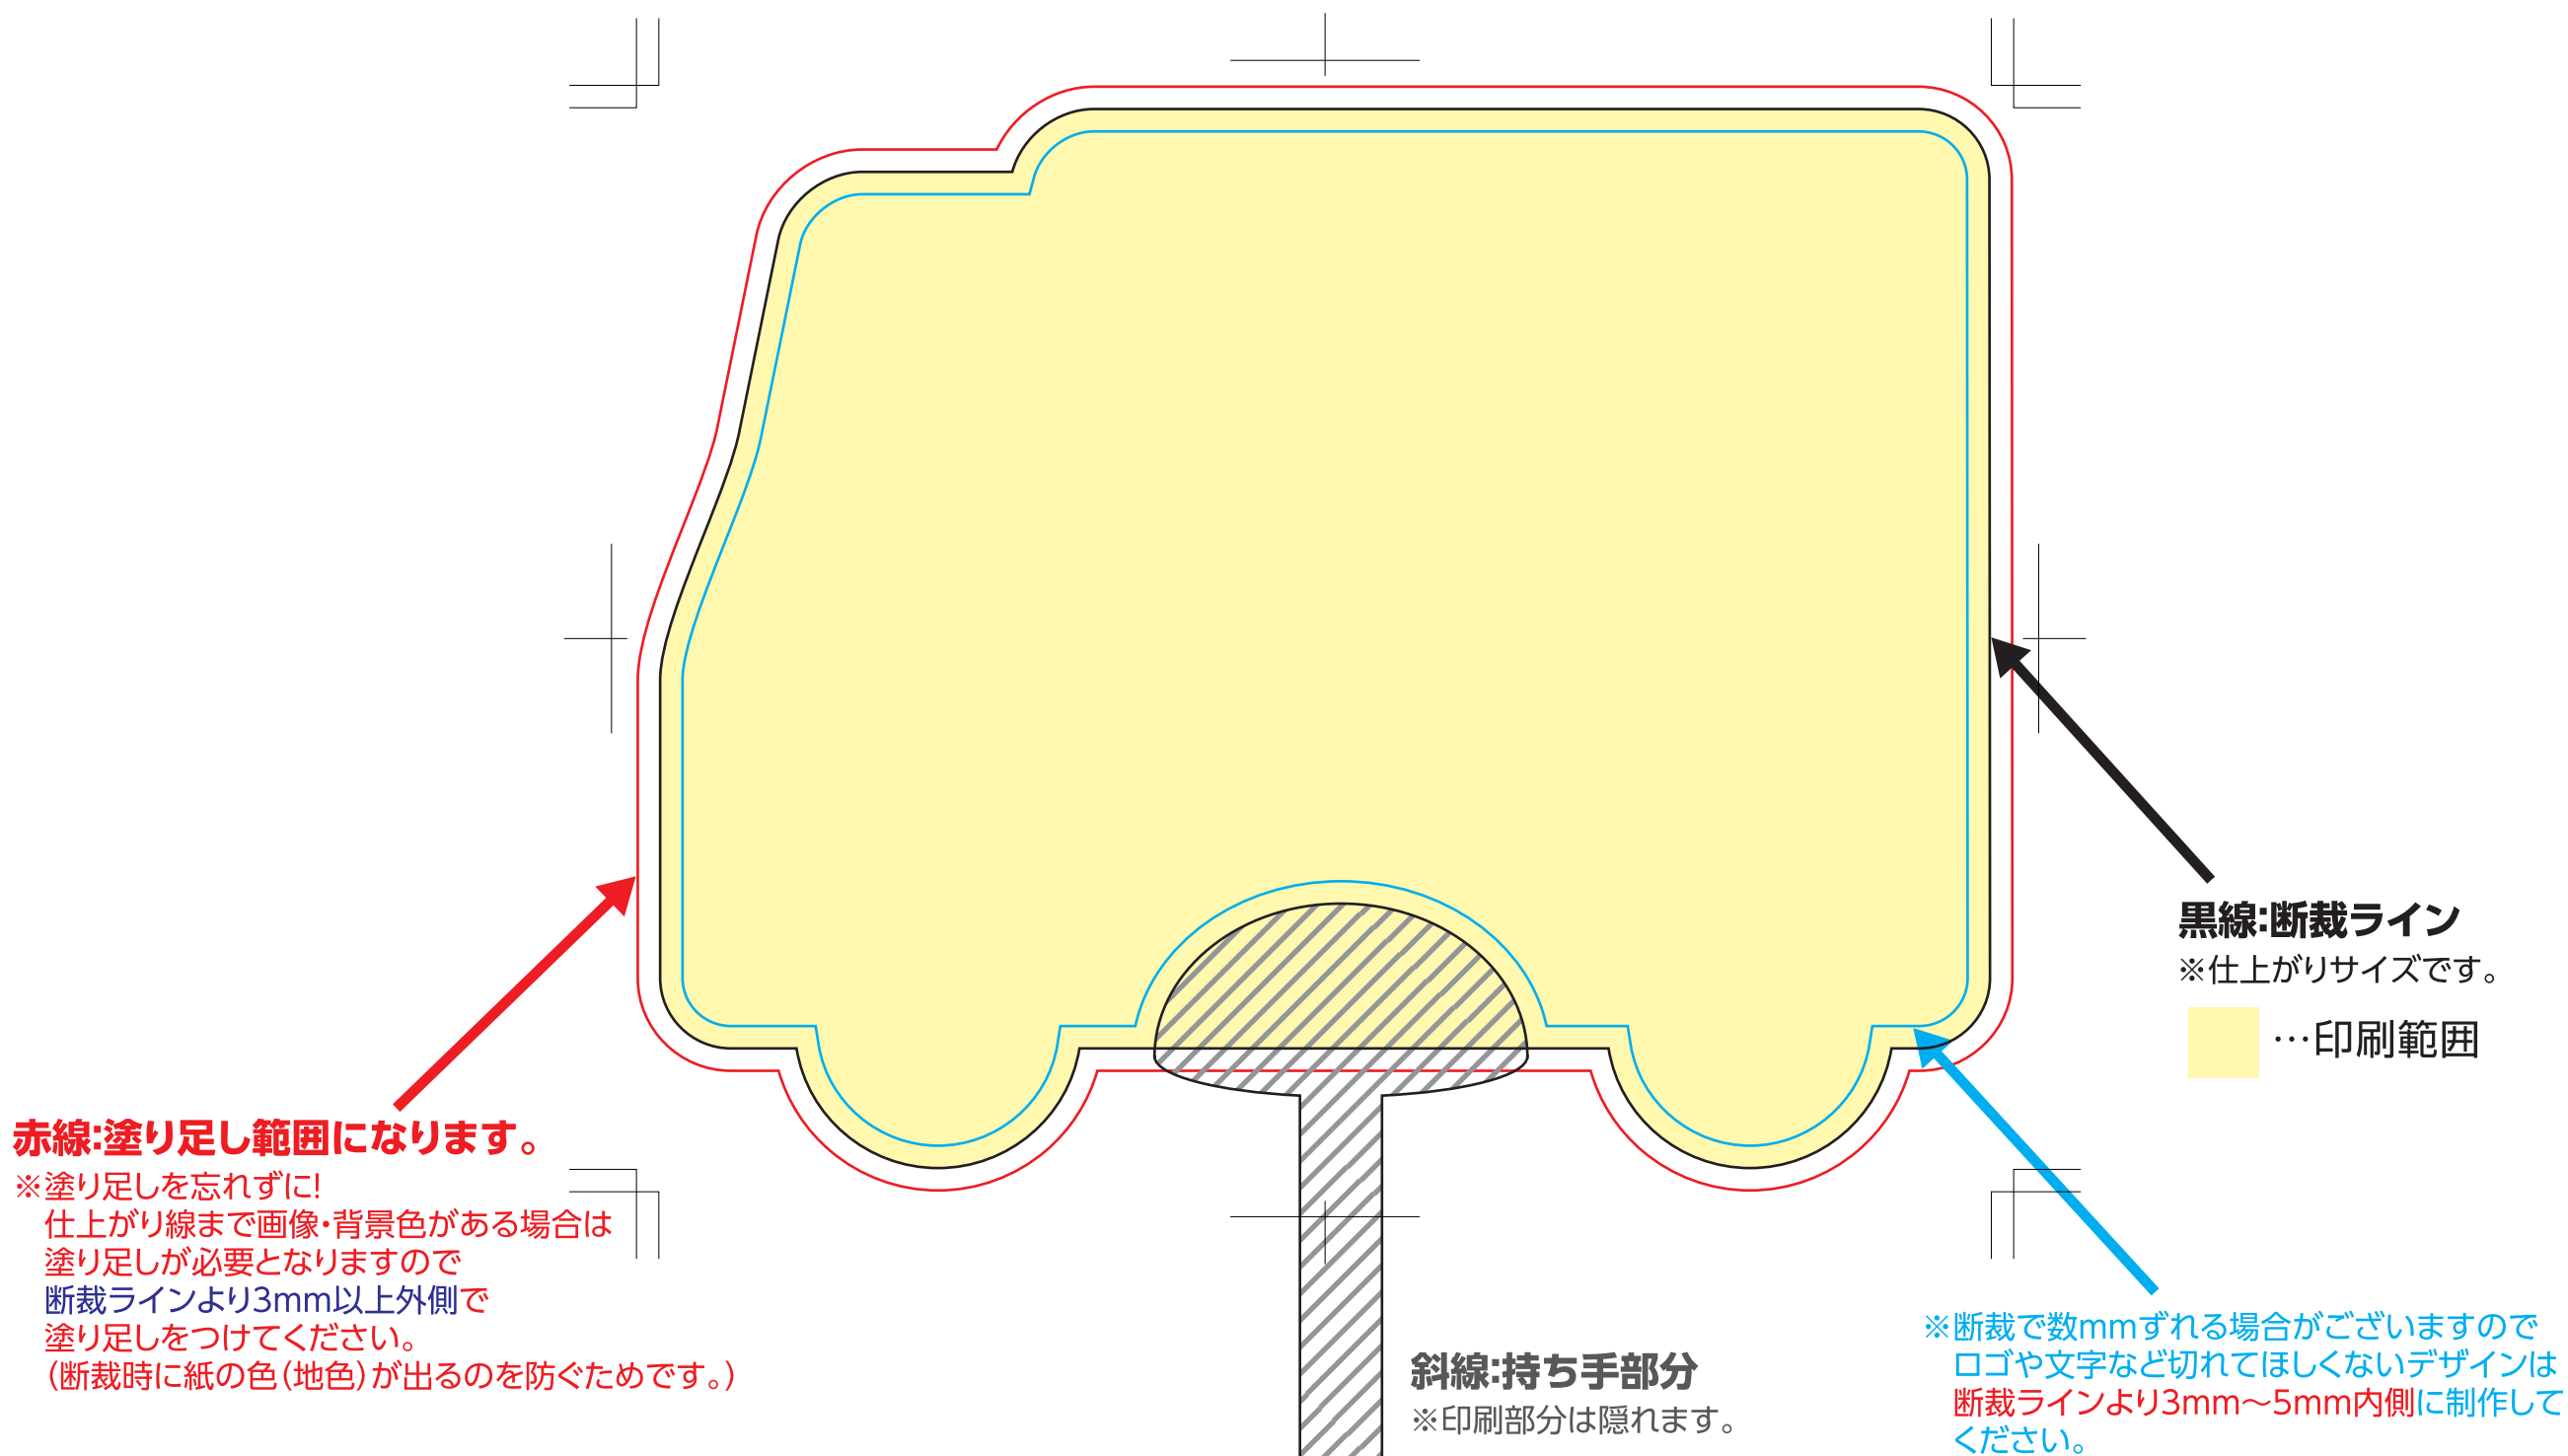 黒線:断裁ライン
※仕上がりサイズです。
…印刷範囲
赤線:塗り足し範囲になります。
※塗り足しを忘れずに!
仕上がり線まで画像・背景色がある場合は
塗り足しが必要となりますので
断裁ラインより3mm以上外側で
塗り足しをつけてください。
(断裁時に紙の色(地色)が出るのを防ぐためです。)
斜線:持ち手部分
※印刷部分は隠れます。
※断裁で数mmずれる場合がございますので
ロゴや文字など切れてほしくないデザインは
断裁ラインより3mm〜5mm内側に制作して
ください。